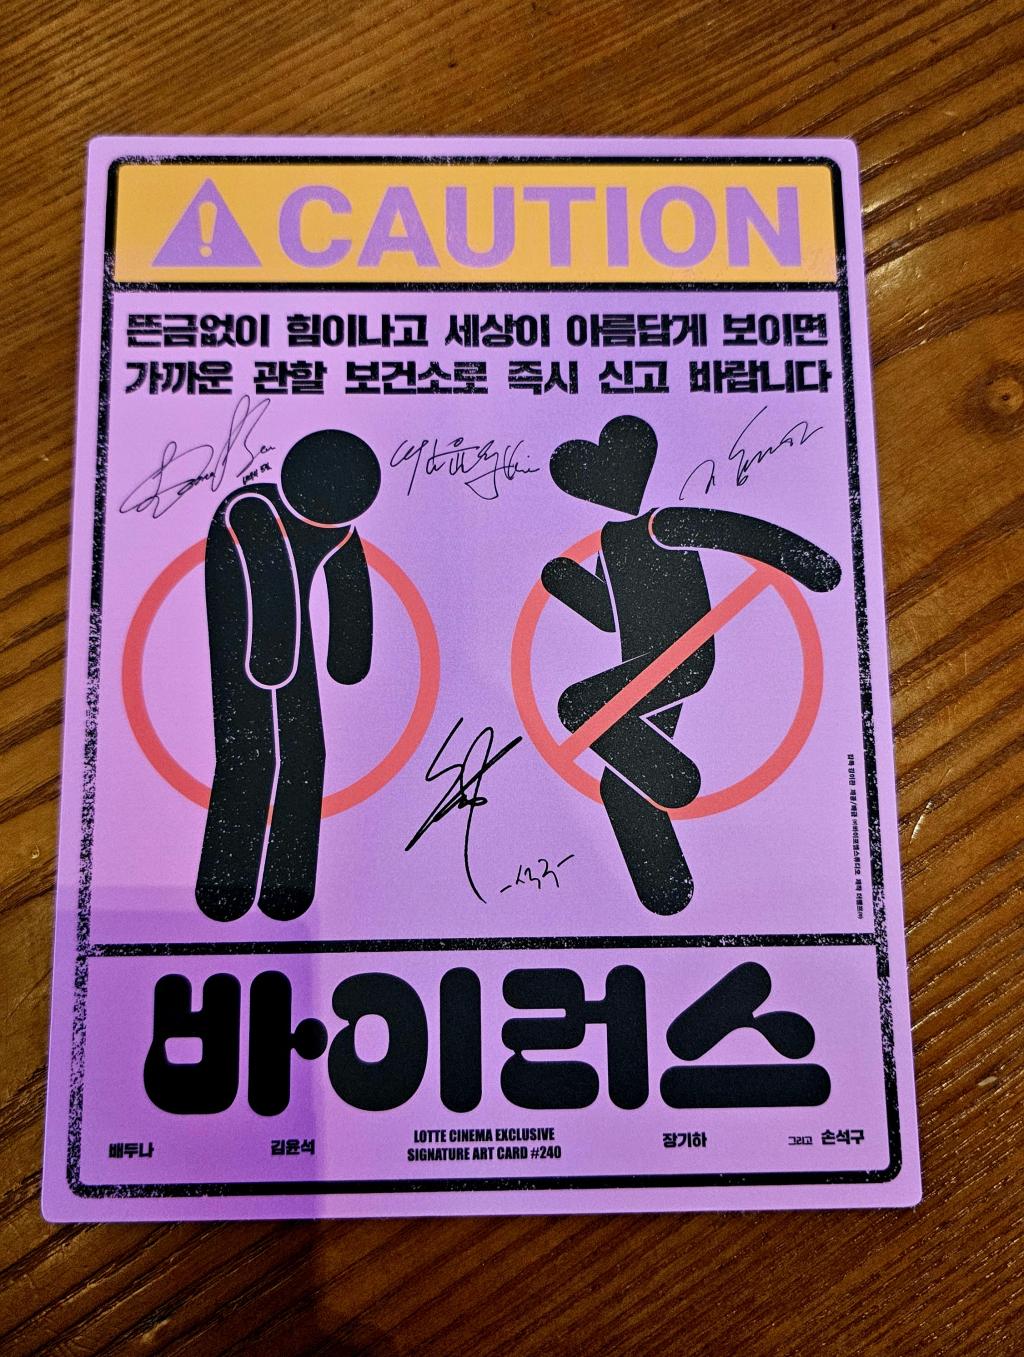 CAUTION
뜬금없이 힘이나고 세상이 아름답게 보이면
가까운 관할 보건소로 즉시 신고 바랍니다
바이러스
배두나
김윤석
LOTTE CINEMA EXCLUSIVE
SIGNATURE ART CARD #240
장기하
그리고 손석구